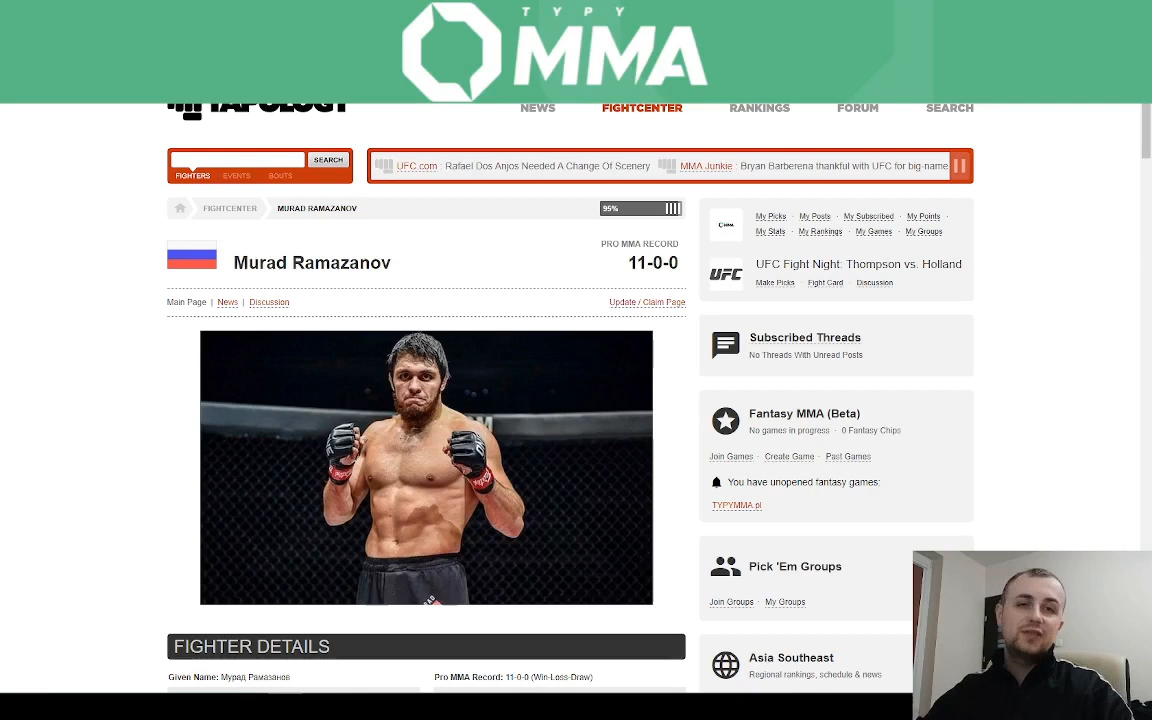 TYPY
MMA
TAPOLOGY
NEWS
FIGHTCENTER
RANKINGS
FORUM
SEARCH
SEARCH
FIGHTERS
EVENTS
BOUTS
UFC.com : Rafael Dos Anjos Needed A Change Of Scenery
MMA Junkie : Bryan Barberena thankful with UFC for big-name
FIGHTCENTER
MURAD RAMAZANOV
95%
PRO MMA RECORD
Murad Ramazanov
11-0-0
Main Page | News | Discussion
Update / Claim Page
FIGHTER DETAILS
Given Name: Мурад Рамазанов
Pro MMA Record: 11-0-0 (Win-Loss-Draw)
MMA
My Picks · My Posts · My Subscribed · My Points ·
My Stats · My Rankings · My Games · My Groups
UFC
UFC Fight Night: Thompson vs. Holland
Make Picks · Fight Card · Discussion
Subscribed Threads
No Threads With Unread Posts
Fantasy MMA (Beta)
No games in progress · 0 Fantasy Chips
Join Games · Create Game · Past Games
You have unopened fantasy games:
TYPYMMA.pl
Pick 'Em Groups
Join Groups · My Groups
Asia Southeast
Regional rankings, schedule & news